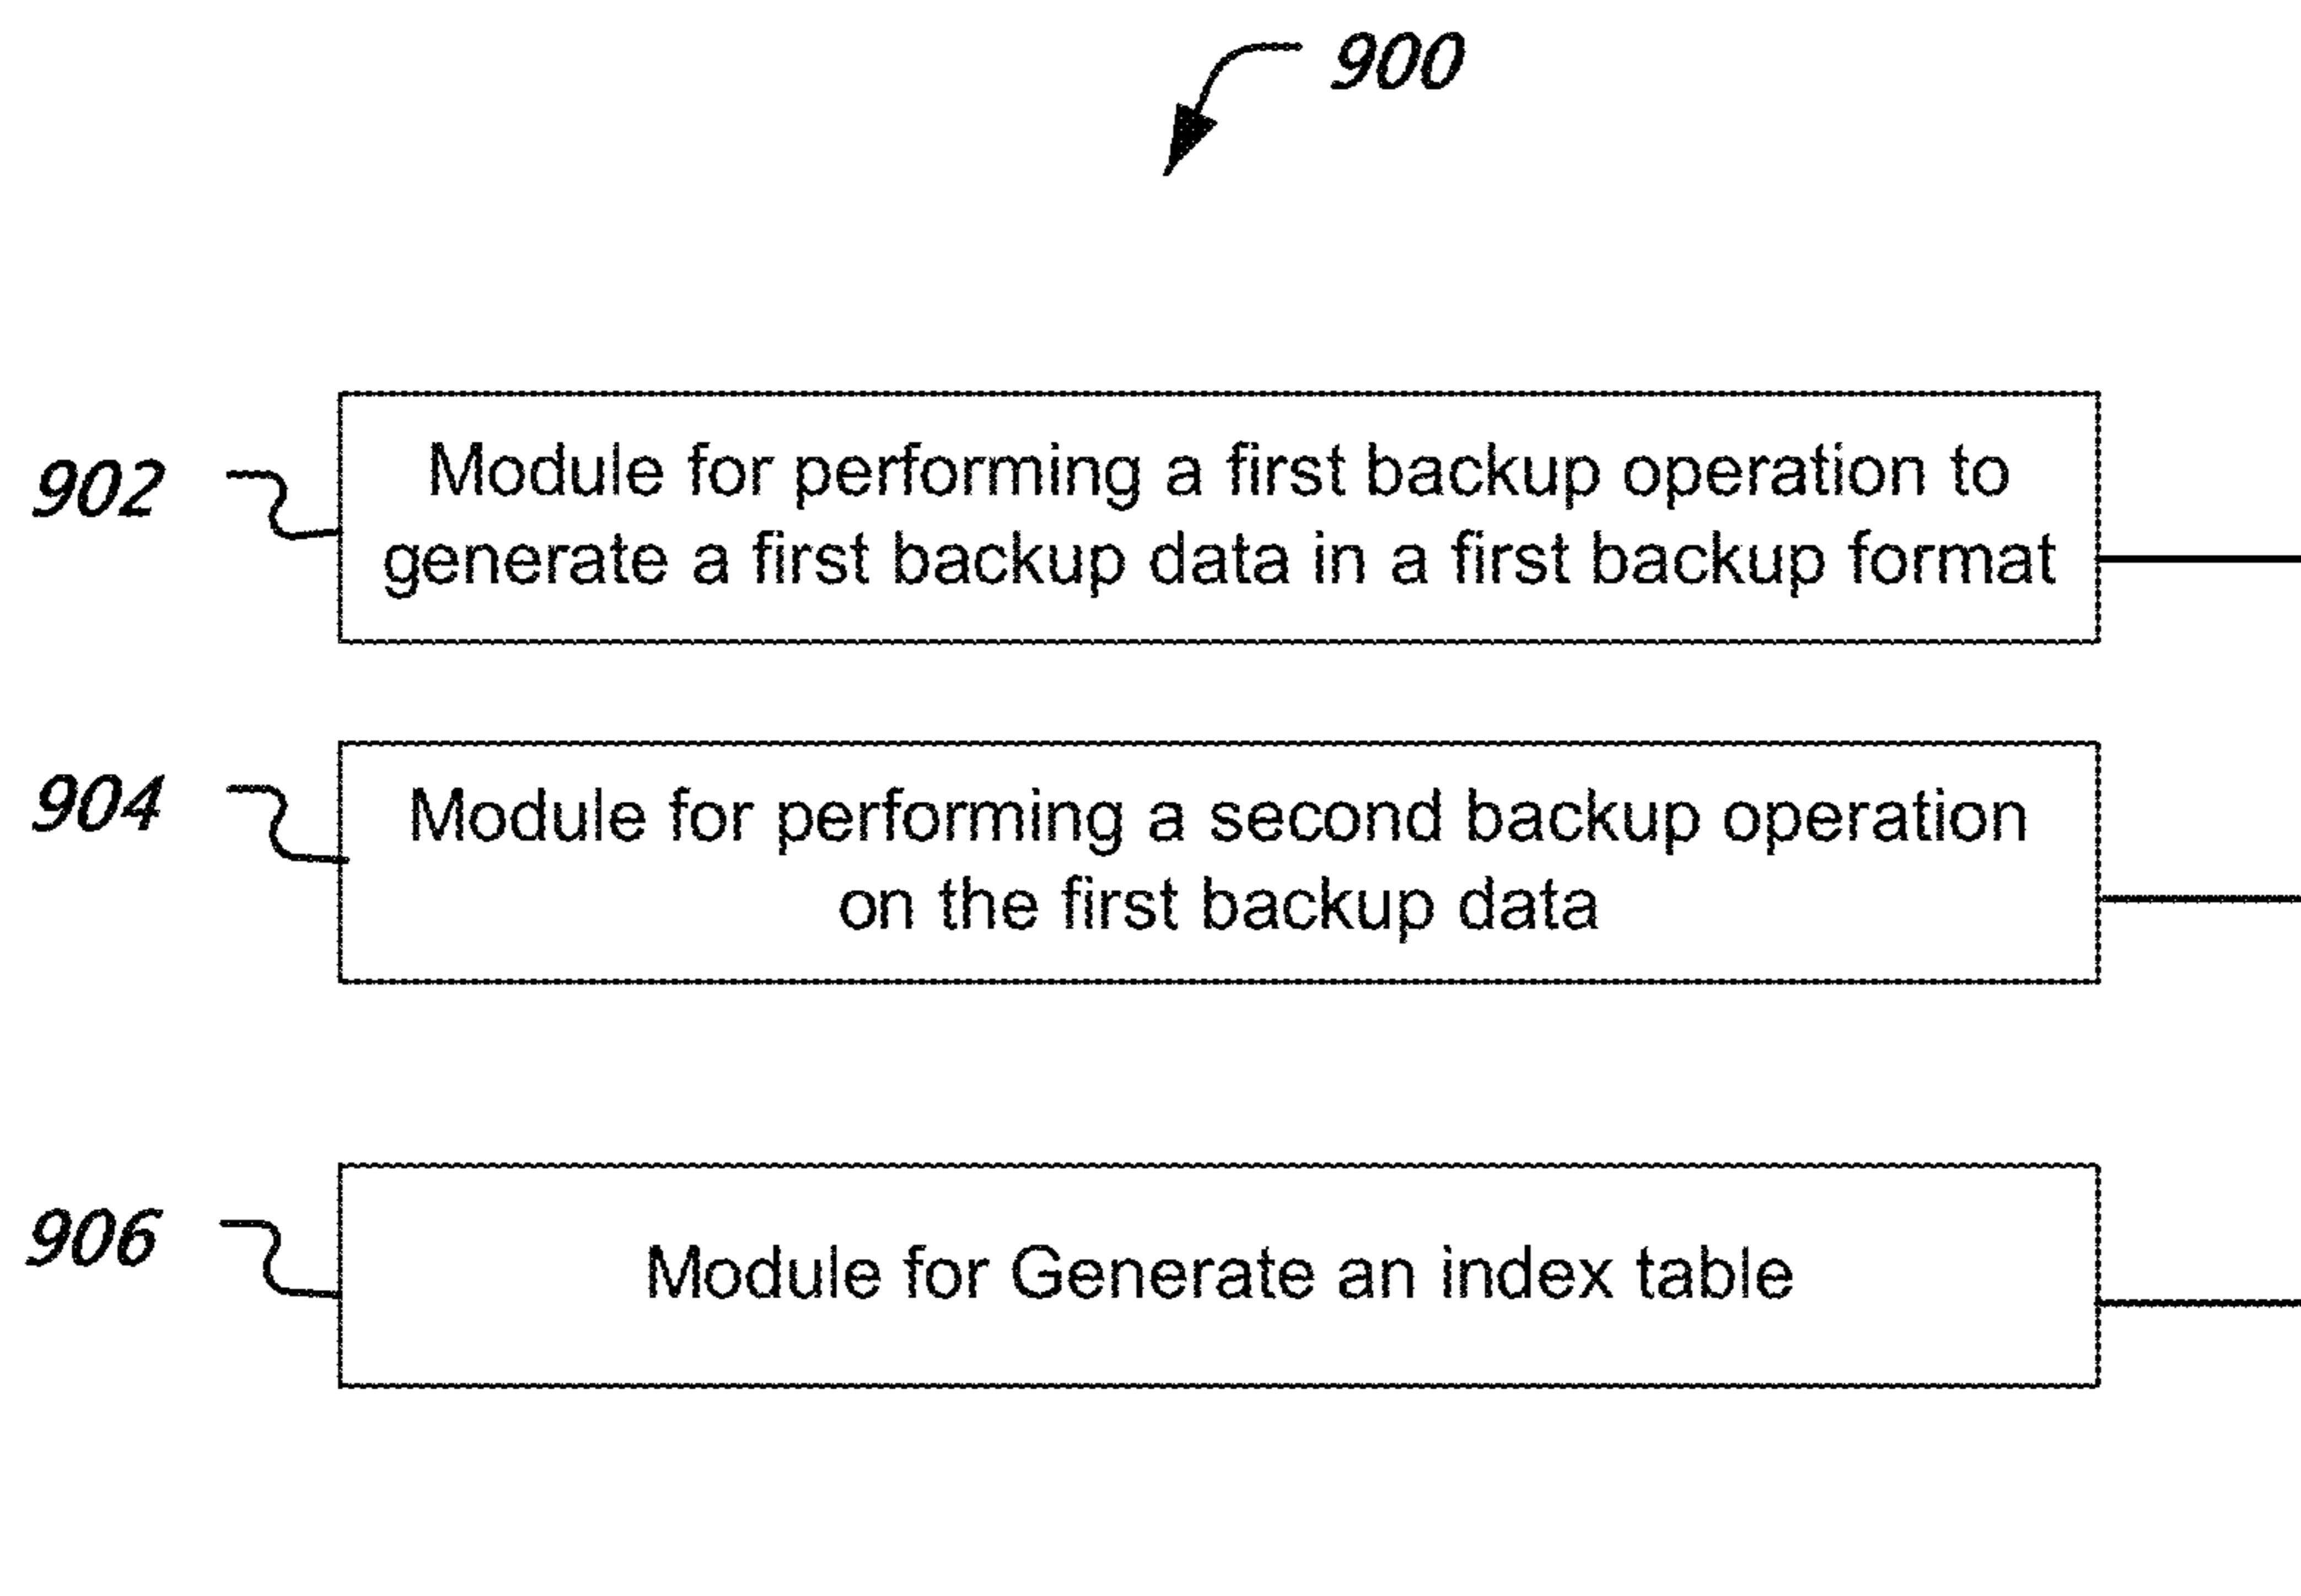 900
902
Module for performing a first backup operation to
generate a first backup data in a first backup format
904
Module for performing a second backup operation
on the first backup data
906
Module for Generate an index table